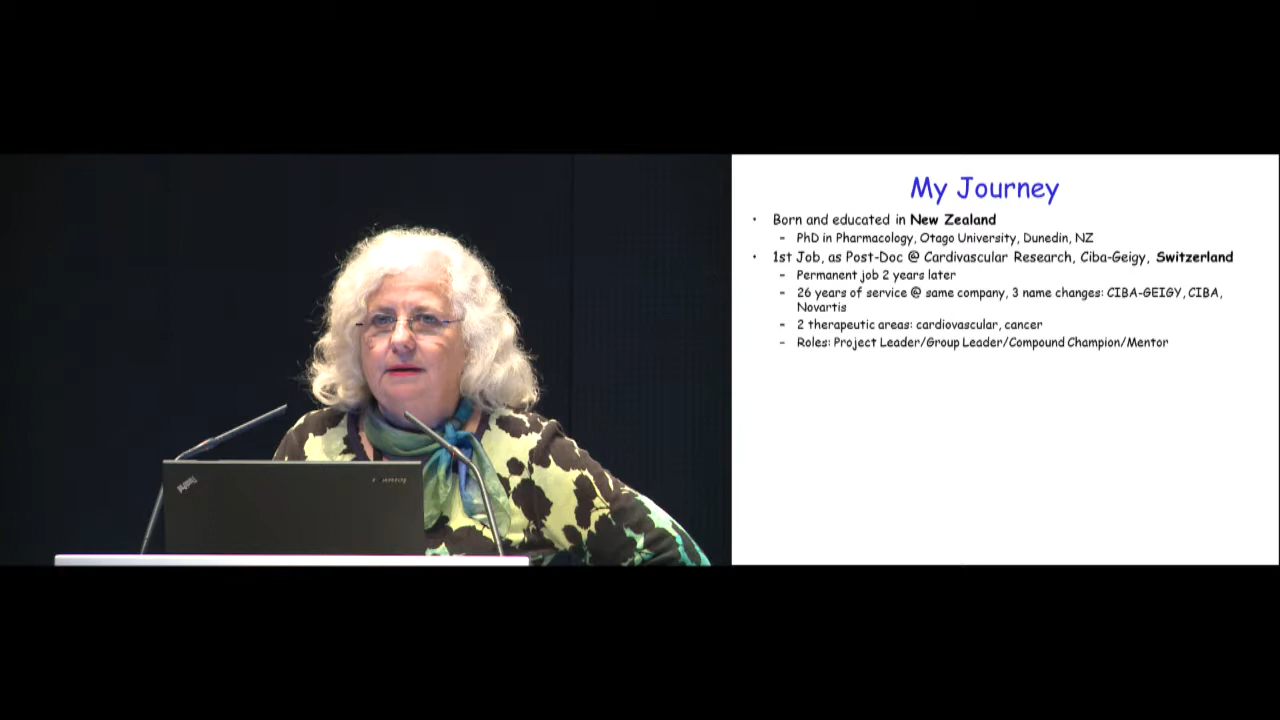 My Journey
• Born and educated in New Zealand
– PhD in Pharmacology, Otago University, Dunedin, NZ
• 1st Job, as Post-Doc @ Cardivascular Research, Ciba-Geigy, Switzerland
– Permanent job 2 years later
– 26 years of service @ same company, 3 name changes: CIBA-GEIGY, CIBA,
Novartis
– 2 therapeutic areas: cardiovascular, cancer
– Roles: Project Leader/Group Leader/Compound Champion/Mentor